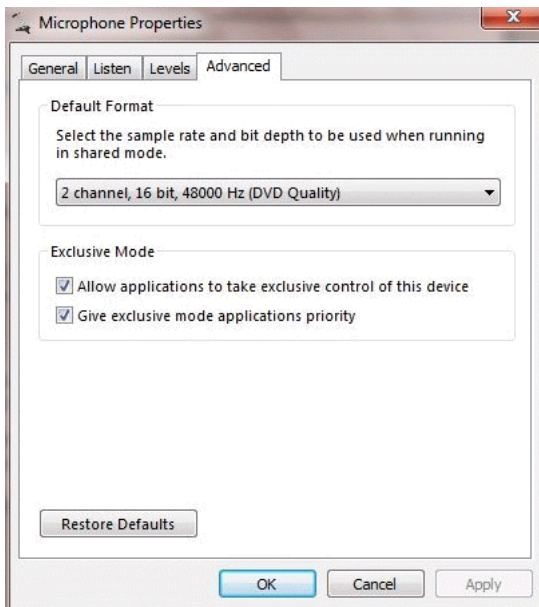 Microphone Properties
General Listen Levels Advanced
Default Format
Select the sample rate and bit depth to be used when running
in shared mode.
2 channel, 16 bit, 48000 Hz (DVD Quality)
Exclusive Mode
Allow applications to take exclusive control of this device
Give exclusive mode applications priority
Restore Defaults
OK Cancel Apply